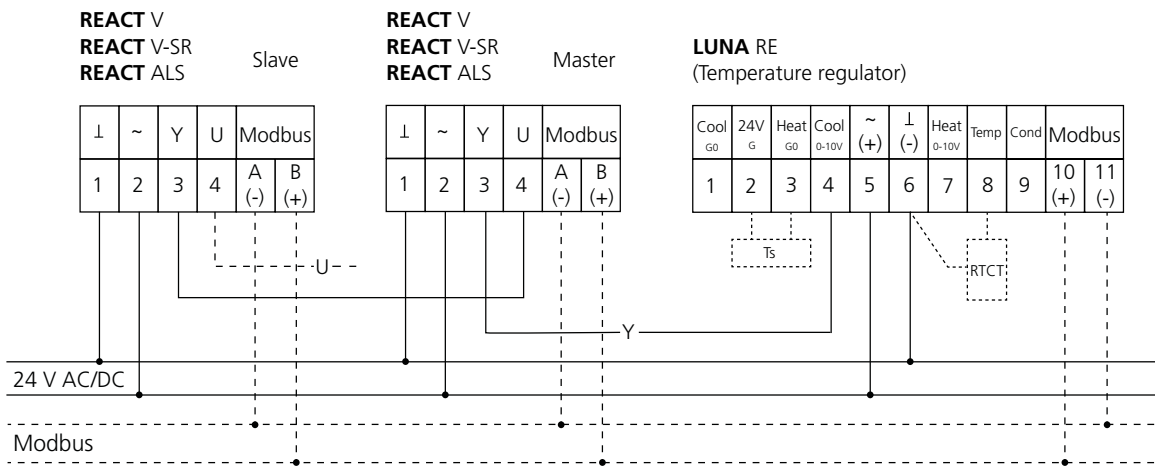 REACT V
REACT V-SR
REACT ALS
Slave
REACT V
REACT V-SR
REACT ALS
Master
LUNA RE
(Temperature regulator)
⊥ ~ Y U Modbus
1 2 3 4 A (-) B (+)
⊥ ~ Y U Modbus
1 2 3 4 A (-) B (+)
Cool G0 24V G Heat G0 Cool 0-10V ~ (+) ⊥ (-) Heat 0-10V Temp Cond Modbus
1 2 3 4 5 6 7 8 9 10 (+) 11 (-)
Ts
U
RTCT
Y
24 V AC/DC
Modbus